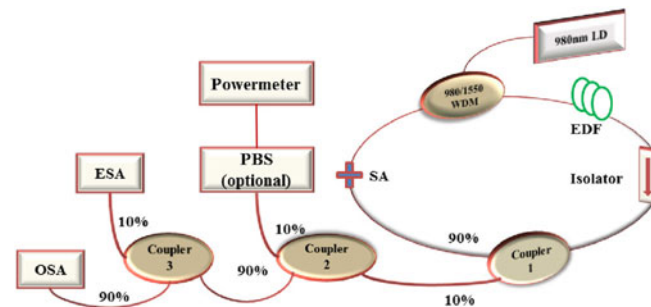 980nm LD
980/1550
WDM
EDF
Isolator
SA
90%
Coupler
1
10%
Powermeter
PBS
(optional)
10%
Coupler
2
90%
ESA
10%
Coupler
3
OSA
90%